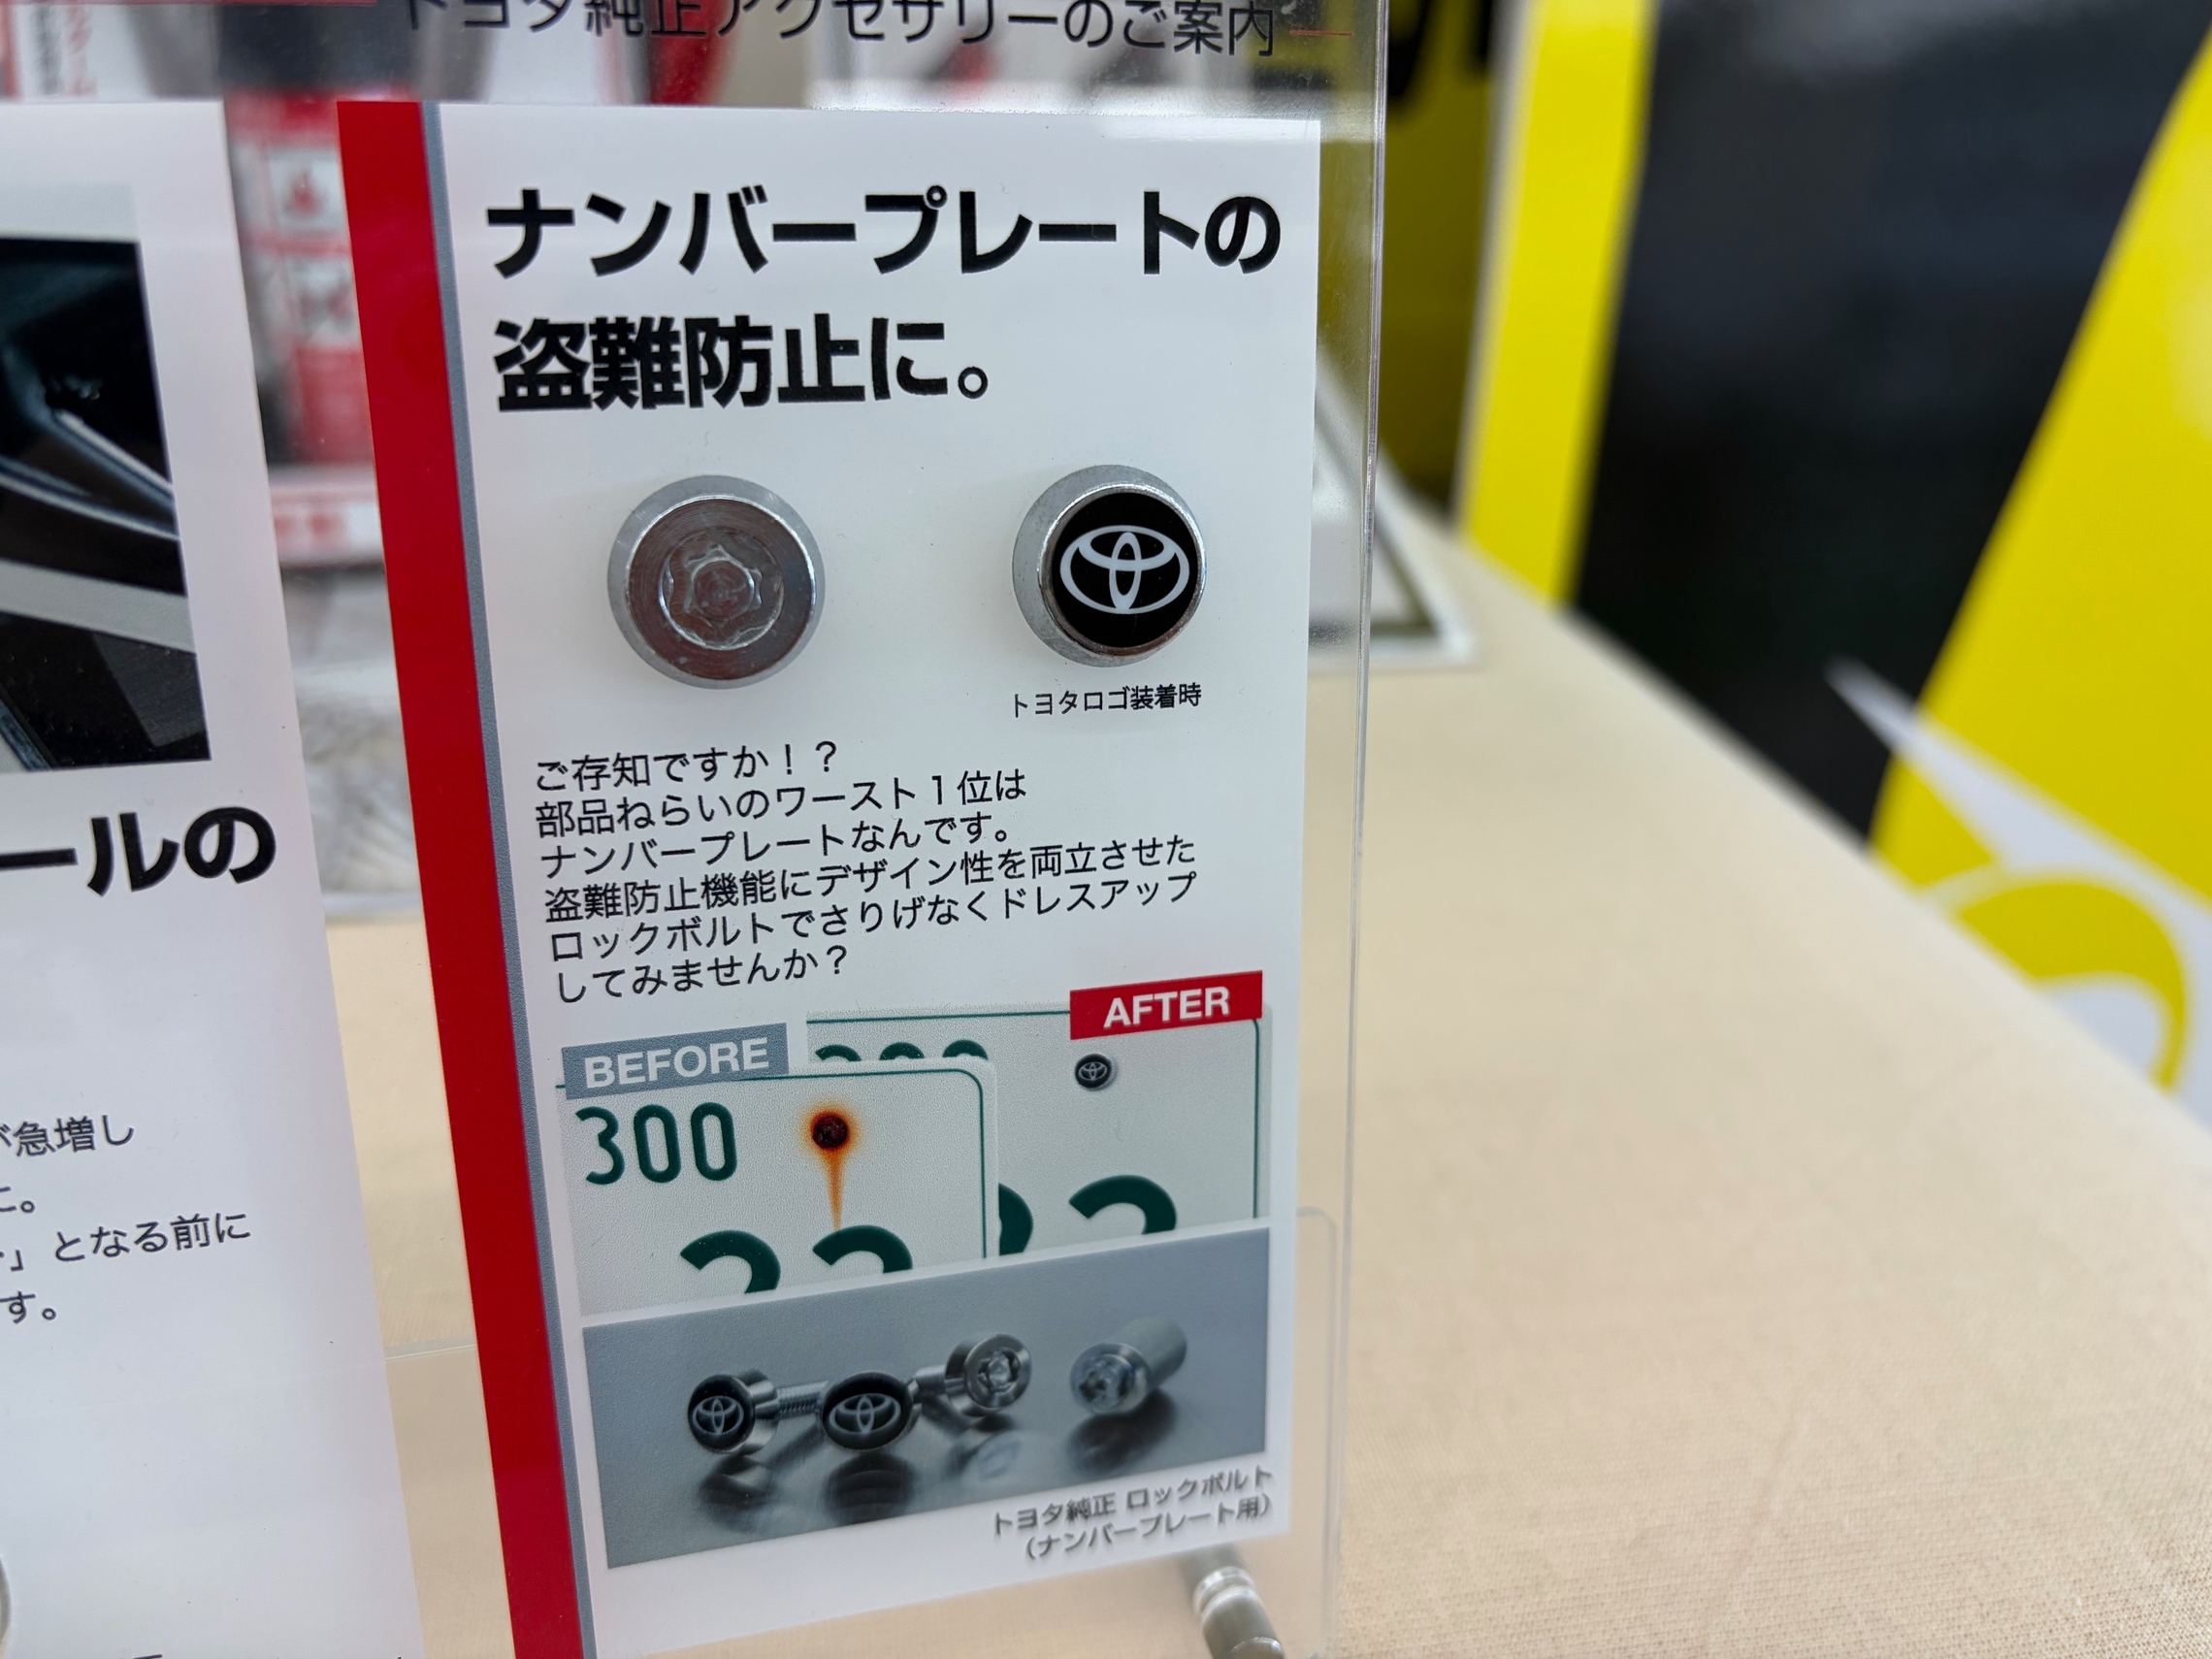 トヨタ純正アクセサリーのご案内
ナンバープレートの
盗難防止に。
トヨタロゴ装着時
ご存知ですか！？
部品ねらいのワースト１位は
ナンバープレートなんです。
盗難防止機能にデザイン性を両立させた
ロックボルトでさりげなくドレスアップ
してみませんか？
BEFORE
AFTER
300
トヨタ純正 ロックボルト
（ナンバープレート用）
ールの
急増し
」となる前に
す。